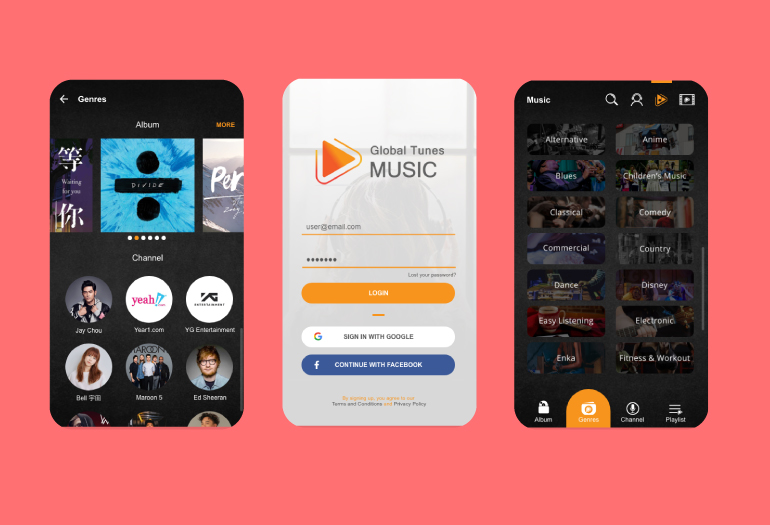 Genres
Album
MORE
等
Waiting
for you
你
DIVIDE
Per
Channel
yeah!
YG
ENTERTAINMENT
Jay Chou
Year1.com
YG Entertainment
MAROON
Bell 宇田
Maroon 5
Ed Sheeran
Global Tunes
MUSIC
user@email.com
Lost your password?
LOGIN
G SIGN IN WITH GOOGLE
f CONTINUE WITH FACEBOOK
By signing up, you agree to our
Terms and Conditions and Privacy Policy
Music
Alternative
Anime
Blues
Children's Music
Classical
Comedy
Commercial
Country
Dance
Disney
Easy Listening
Electronic
Enka
Fitness & Workout
Album
Genres
Channel
Playlist